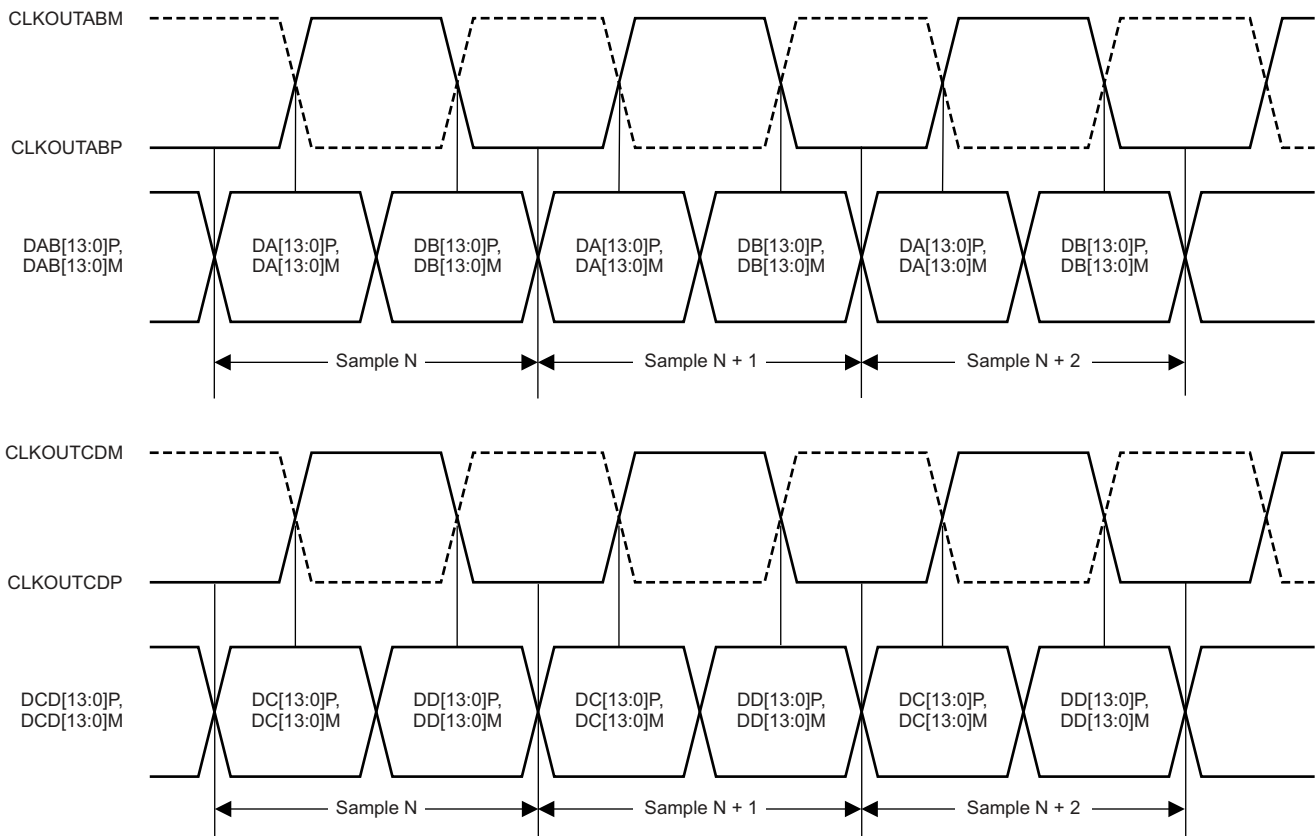 CLKOUTABM
CLKOUTABP
DAB[13:0]P,
DAB[13:0]M
DA[13:0]P,
DA[13:0]M
DB[13:0]P,
DB[13:0]M
DA[13:0]P,
DA[13:0]M
DB[13:0]P,
DB[13:0]M
DA[13:0]P,
DA[13:0]M
DB[13:0]P,
DB[13:0]M
Sample N
Sample N + 1
Sample N + 2
CLKOUTCDM
CLKOUTCDP
DCD[13:0]P,
DCD[13:0]M
DC[13:0]P,
DC[13:0]M
DD[13:0]P,
DD[13:0]M
DC[13:0]P,
DC[13:0]M
DD[13:0]P,
DD[13:0]M
DC[13:0]P,
DC[13:0]M
DD[13:0]P,
DD[13:0]M
Sample N
Sample N + 1
Sample N + 2